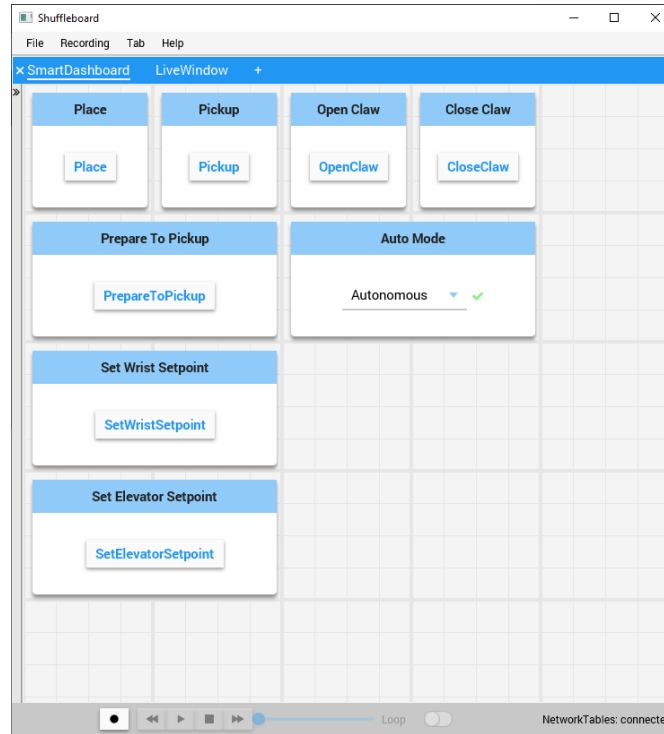 Shuffleboard
File Recording Tab Help
SmartDashboard LiveWindow +
Place Pickup Open Claw Close Claw
Place Pickup OpenClaw CloseClaw
Prepare To Pickup Auto Mode
PrepareToPickup Autonomous
Set Wrist Setpoint
SetWristSetpoint
Set Elevator Setpoint
SetElevatorSetpoint
Loop NetworkTables: connecte